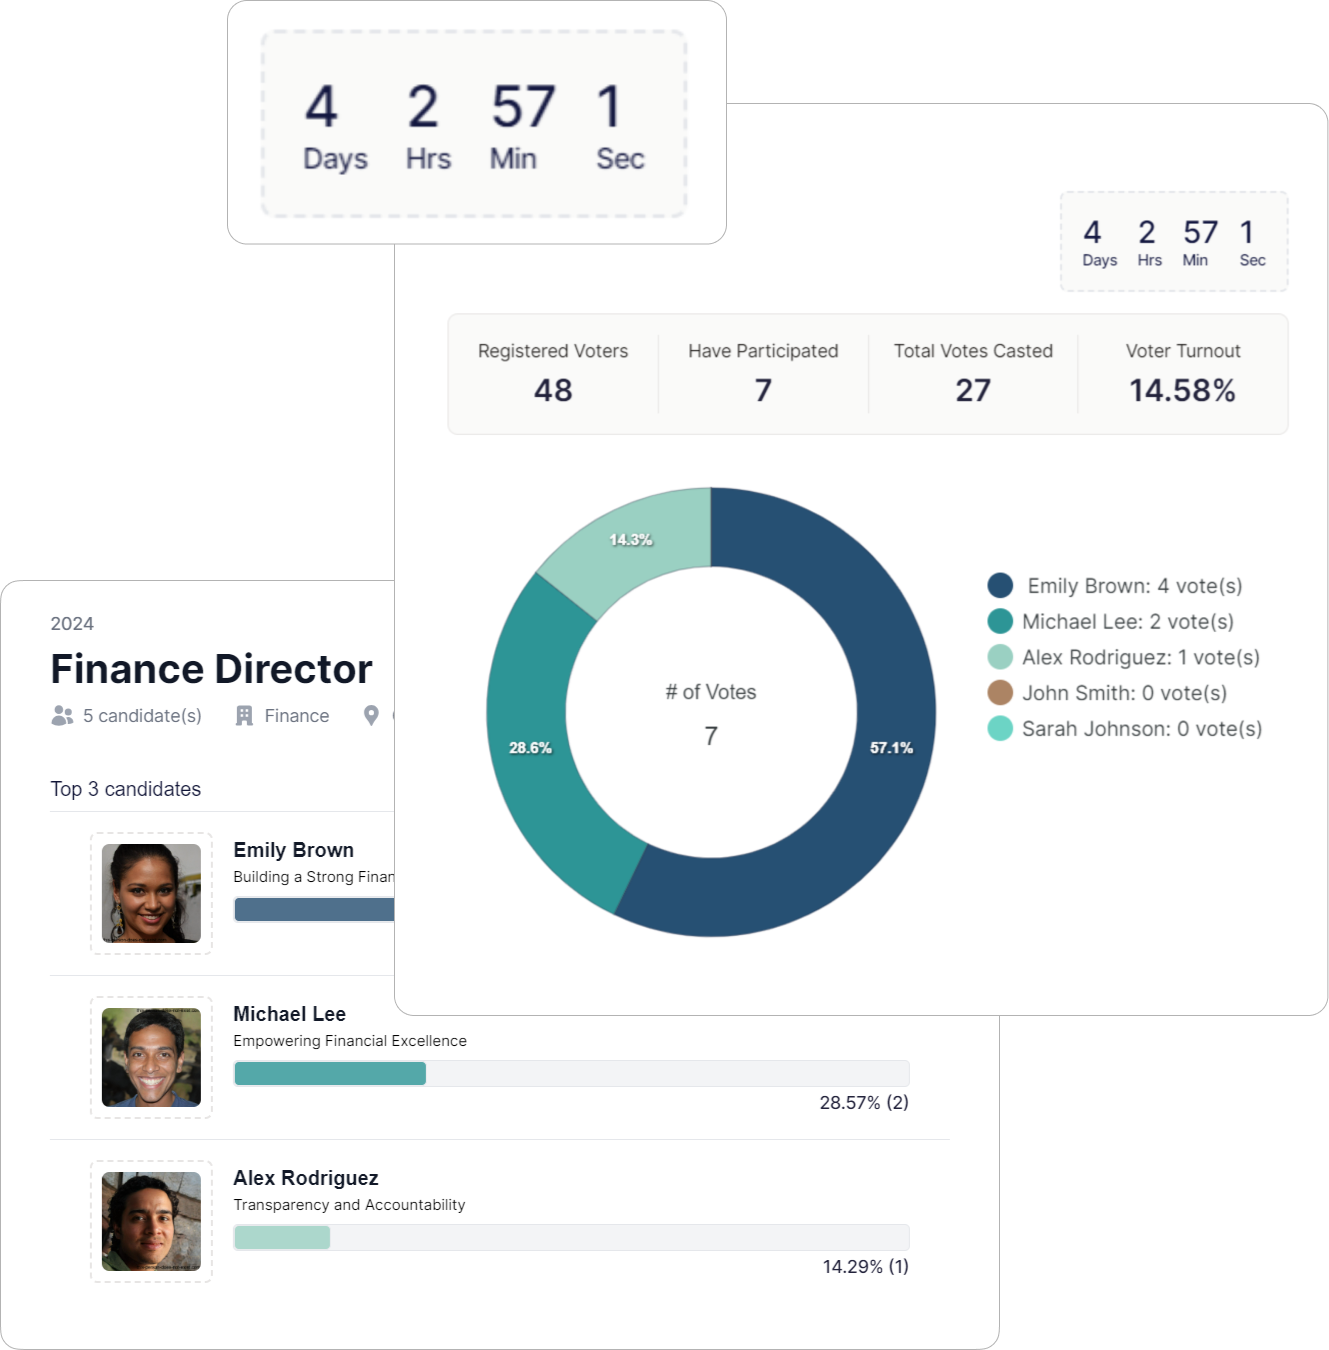 4 2 57 1
Days Hrs Min Sec
4 2 57 1
Days Hrs Min Sec
Registered Voters Have Participated Total Votes Casted Voter Turnout
48 7 27 14.58%
14.3%
28.6%
57.1%
# of Votes
7
Emily Brown: 4 vote(s)
Michael Lee: 2 vote(s)
Alex Rodriguez: 1 vote(s)
John Smith: 0 vote(s)
Sarah Johnson: 0 vote(s)
2024
Finance Director
5 candidate(s) Finance
Top 3 candidates
Emily Brown
Building a Strong Finan
Michael Lee
Empowering Financial Excellence
28.57% (2)
Alex Rodriguez
Transparency and Accountability
14.29% (1)